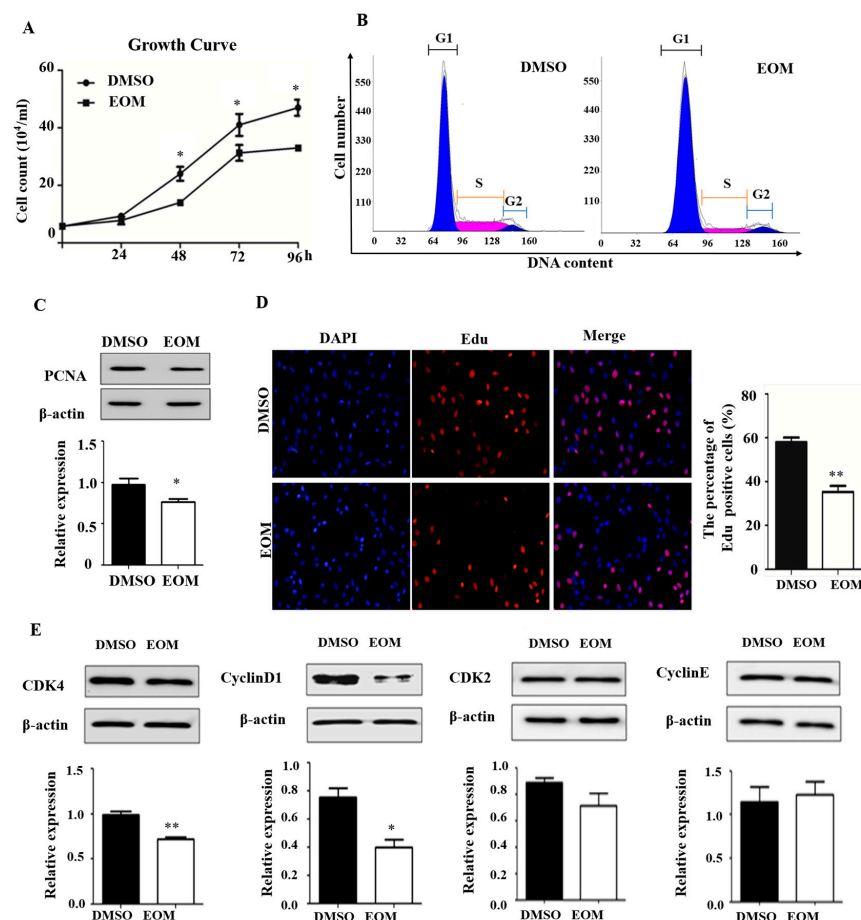 A
Growth Curve
60
40
20
0
Cell count (10⁴/ml)
DMSO
EOM
*
*
*
24
48
72
96h
B
G1
DMSO
550
440
330
220
110
Cell number
S
G2
0 32 64 96 128 160
G1
EOM
550
440
330
220
110
S
G2
0 32 64 96 128 160
DNA content
C
DMSO EOM
PCNA
β-actin
1.5
1.0
0.5
0
Relative expression
*
DMSO EOM
D
DAPI Edu Merge
DMSO
EOM
The percentage of
Edu positive cells (%)
80
60
40
20
0
**
DMSO EOM
E
DMSO EOM
CDK4
β-actin
1.5
1.0
0.5
0.0
Relative expression
**
DMSO EOM
DMSO EOM
CyclinD1
β-actin
1.0
0.8
0.6
0.4
0.2
0.0
Relative expression
*
DMSO EOM
DMSO EOM
CDK2
β-actin
1.0
0.8
0.6
0.4
0.2
0.0
Relative expression
DMSO EOM
DMSO EOM
CyclinE
β-actin
1.5
1.0
0.5
0.0
Relative expression
DMSO EOM